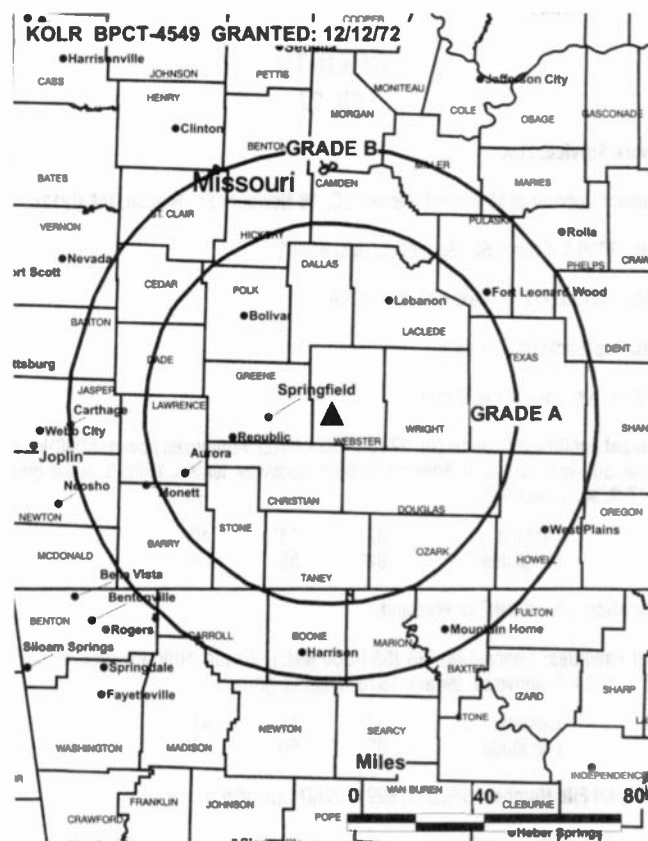 COOPER
KOLR BPCT-4549 GRANTED: 12/12/72
Sedalia
Harrisonville
PETTIS
JOHNSON
CASS
MONITEAU
Jefferson City
HENRY
COLE
OSAGE
GASCONADE
MORGAN
Clinton
BENTON
GRADE B
MILLER
Missouri
CAMDEN
MARIES
BATES
ST. CLAIR
PULASKI
VERNON
HICKORY
Rolla
Nevada
DALLAS
PHELPS
CRAW
ort Scott
CEDAR
POLK
Lebanon
Fort Leonard Wood
Bolivar
BARTON
LACLEDE
DENT
ttsburg
DADE
TEXAS
GREENE
JASPER
Springfield
Carthage
LAWRENCE
GRADE A
SHAN
Webb City
Republic
WRIGHT
WEBSTER
Joplin
Aurora
Neosho
Monett
CHRISTIAN
DOUGLAS
OREGON
NEWTON
STONE
West Plains
BARRY
OZARK
MCDONALD
HOWELL
TANEY
Bella Vista
Bentonville
FULTON
BENTON
Rogers
CARROLL
BOONE
MARION
Mountain Home
Siloam Springs
Harrison
BAXTER
Springdale
IZARD
SHARP
Fayetteville
STONE
NEWTON
SEARCY
WASHINGTON
MADISON
Miles
INDEPENDENC
VAN BUREN
0 40 80
FRANKLIN
JOHNSON
CLEBURNE
CRAWFORD
POPE
Heber Springs